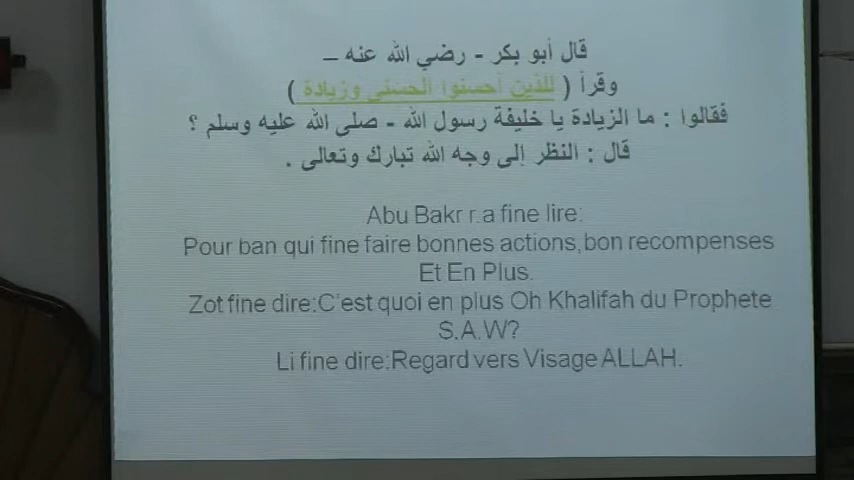 قال أبو بكر - رضي الله عنه –
وقرأ ( للذين أحسنوا الحسنى وزيادة )
فقالوا : ما الزيادة يا خليفة رسول الله - صلى الله عليه وسلم ؟
قال : النظر إلى وجه الله تبارك وتعالى .
Abu Bakr r.a fine lire:
Pour ban qui fine faire bonnes actions,bon recompenses
Et En Plus.
Zot fine dire:C'est quoi en plus Oh Khalifah du Prophete
S.A.W?
Li fine dire:Regard vers Visage ALLAH.